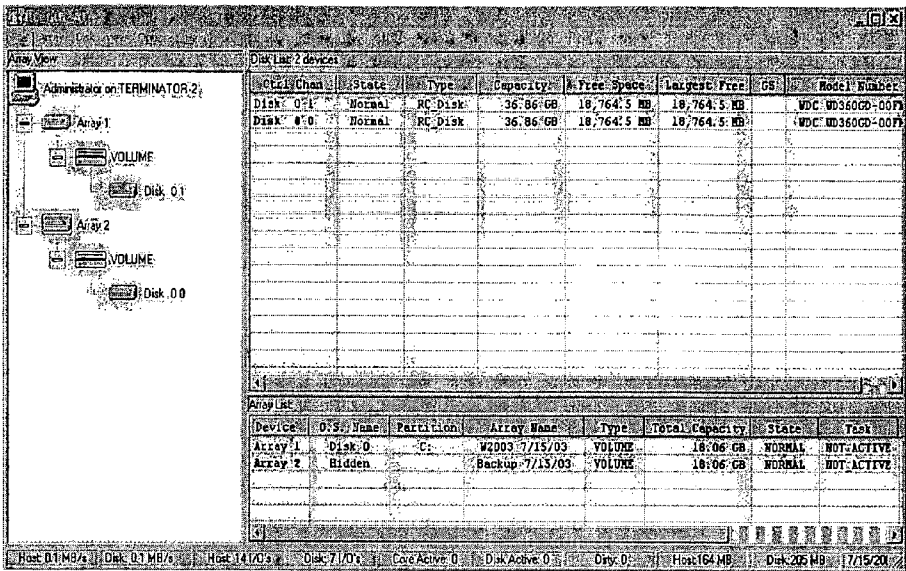 Array View
Disk List: 2 devices
Administrator on TERMINATOR-2
Array 1
VOLUME
Disk 0 1
Array 2
VOLUME
Disk 0 0
Ctrl Chan State Type Capacity Free Space Largest Free GS Model Number
Disk 0-1 Normal RC Disk 36.86 GB 18,764.5 MB 18,764.5 MB WDC WD360GD-00F
Disk 0-0 Normal RC Disk 36.86 GB 18,764.5 MB 18,764.5 MB WDC WD360GD-00F
Array List
Device O.S. Name Partition Array Name Type Total Capacity State Task
Array 1 Disk 0 C: W2003 7/15/03 VOLUME 18.06 GB NORMAL NOT ACTIVE
Array 2 Hidden Backup 7/15/03 VOLUME 18.06 GB NORMAL NOT ACTIVE
Host: 0.1 MB/s Disk: 0.1 MB/s Host: 14 I/O's Disk: 7 I/O's Core Active: 0 Disk Active: 0 Dirty: 0 Host 164 MB Disk 205 MB 7/15/20